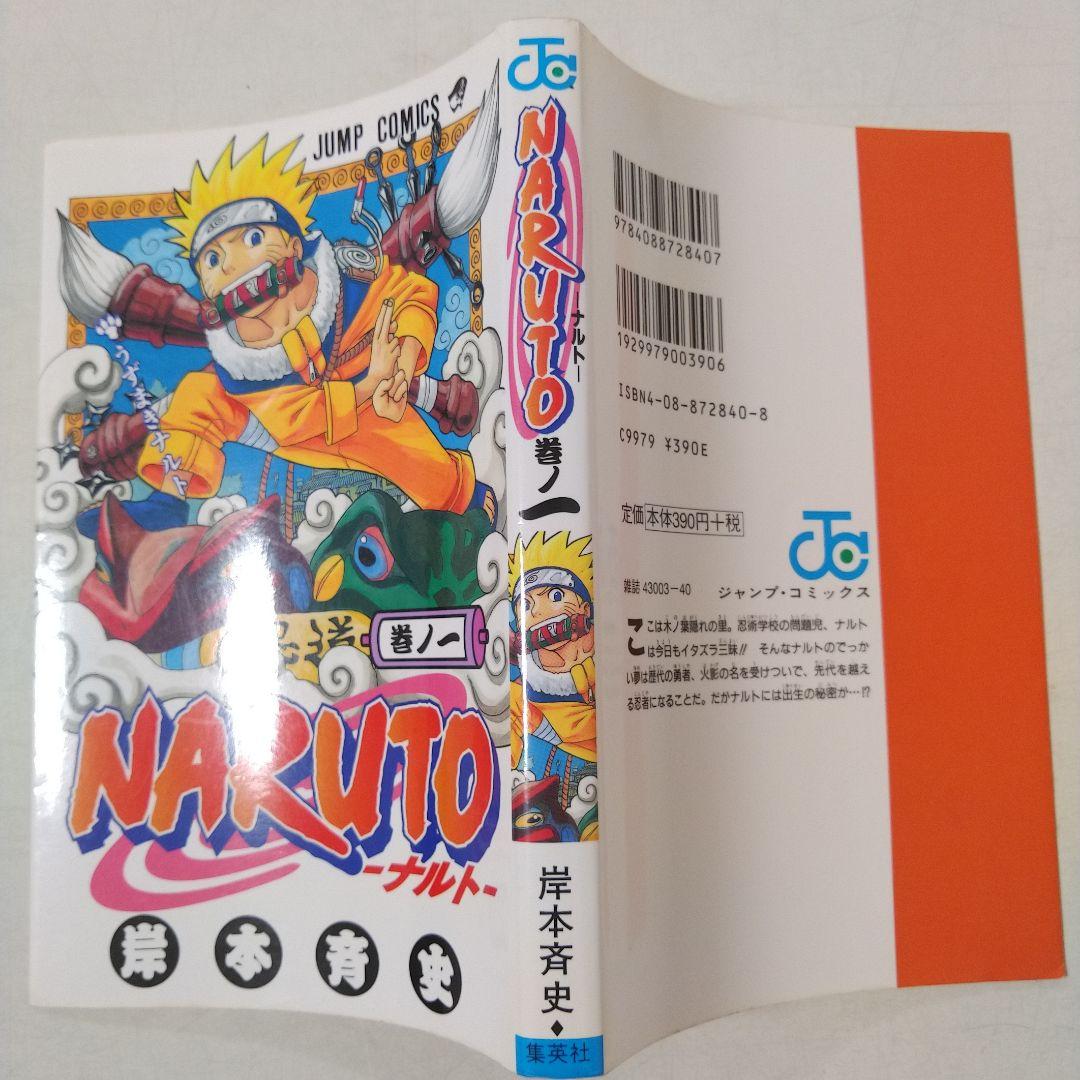 JUMP COMICS
うずまきナルト
巻ノ一
NARUTO
-ナルト-
岸本斉史
JC
NARUTO
-ナルト-
巻ノ一
岸本斉史◆
集英社
9784088728407
1929979003906
ISBN4-08-872840-8
C9979 ¥390E
定価 本体390円+税
JC
雑誌 43003-40 ジャンプ・コミックス
ここは木ノ葉隠れの里。忍術学校の問題児、ナルト
は今日もイタズラ三昧!! そんなナルトのでっか
い夢は歴代の勇者、火影の名を受けついで、先代を越え
る忍者になることだ。だがナルトには出生の秘密が…!?